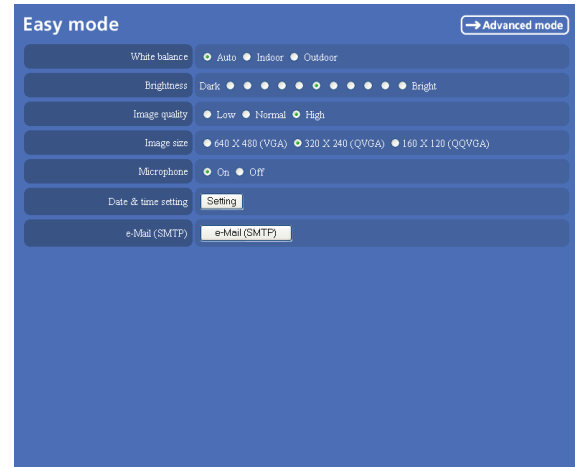 Easy mode
→ Advanced mode
White balance Auto Indoor Outdoor
Brightness Dark Bright
Image quality Low Normal High
Image size 640 X 480 (VGA) 320 X 240 (QVGA) 160 X 120 (QQVGA)
Microphone On Off
Date & time setting Setting
e-Mail (SMTP) e-Mail (SMTP)